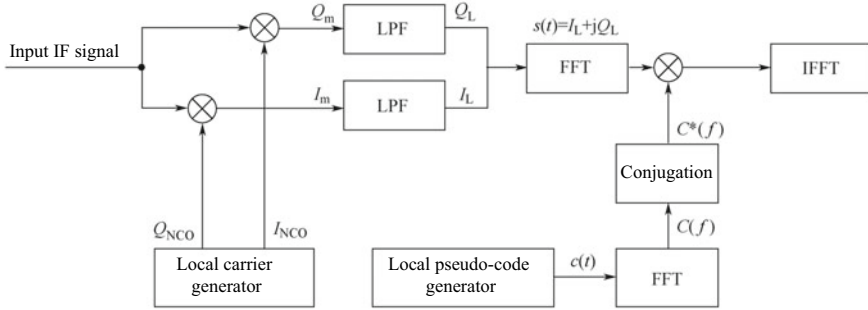 Input IF signal
Q_m
LPF
Q_L
s(t)=I_L+jQ_L
FFT
IFFT
I_m
LPF
I_L
C*(f)
Conjugation
C(f)
Q_NCO
I_NCO
Local carrier
generator
Local pseudo-code
generator
c(t)
FFT